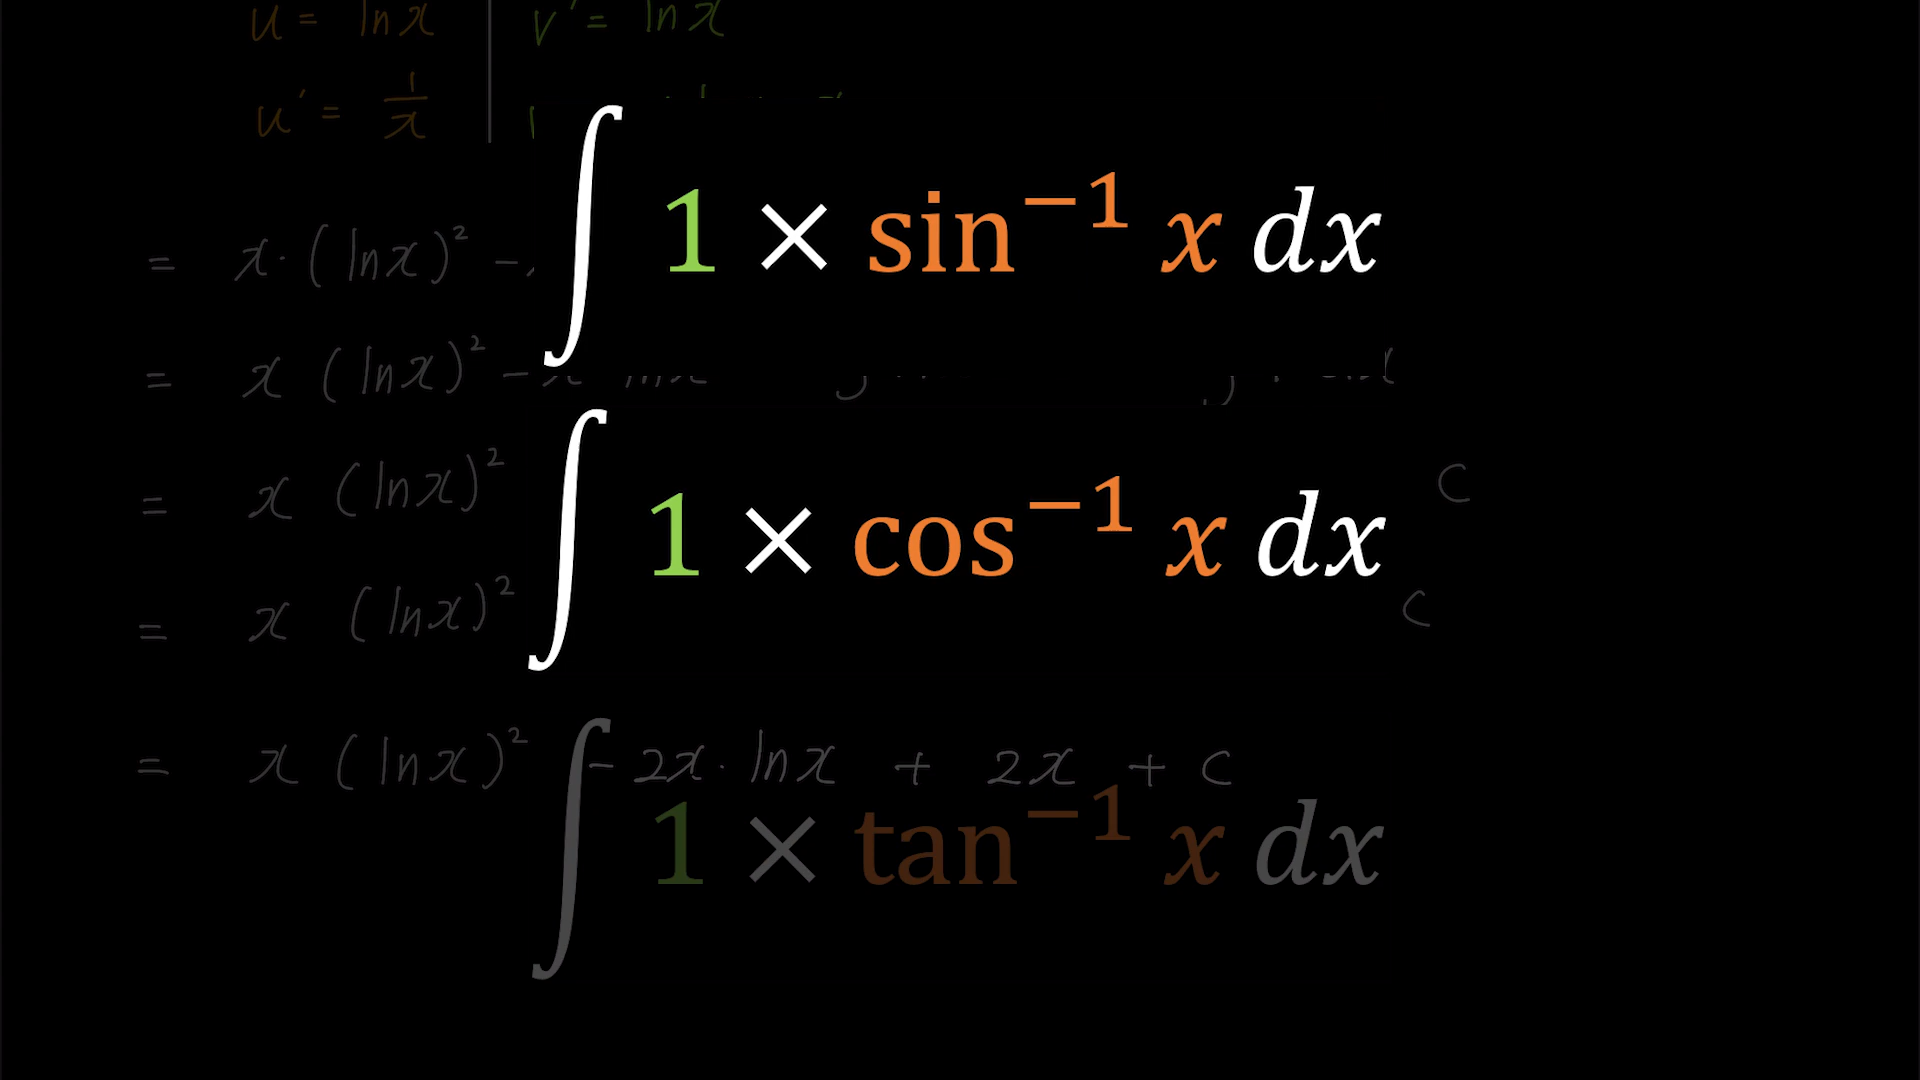 u = ln x | v' = ln x
u' = 1/x
= x · (ln x)² -
∫ 1 × sin⁻¹ x dx
= x (ln x)² -
= x (ln x)² C
∫ 1 × cos⁻¹ x dx
= x (ln x)² C
= x (ln x)² - 2x · ln x + 2x + C
∫ 1 × tan⁻¹ x dx